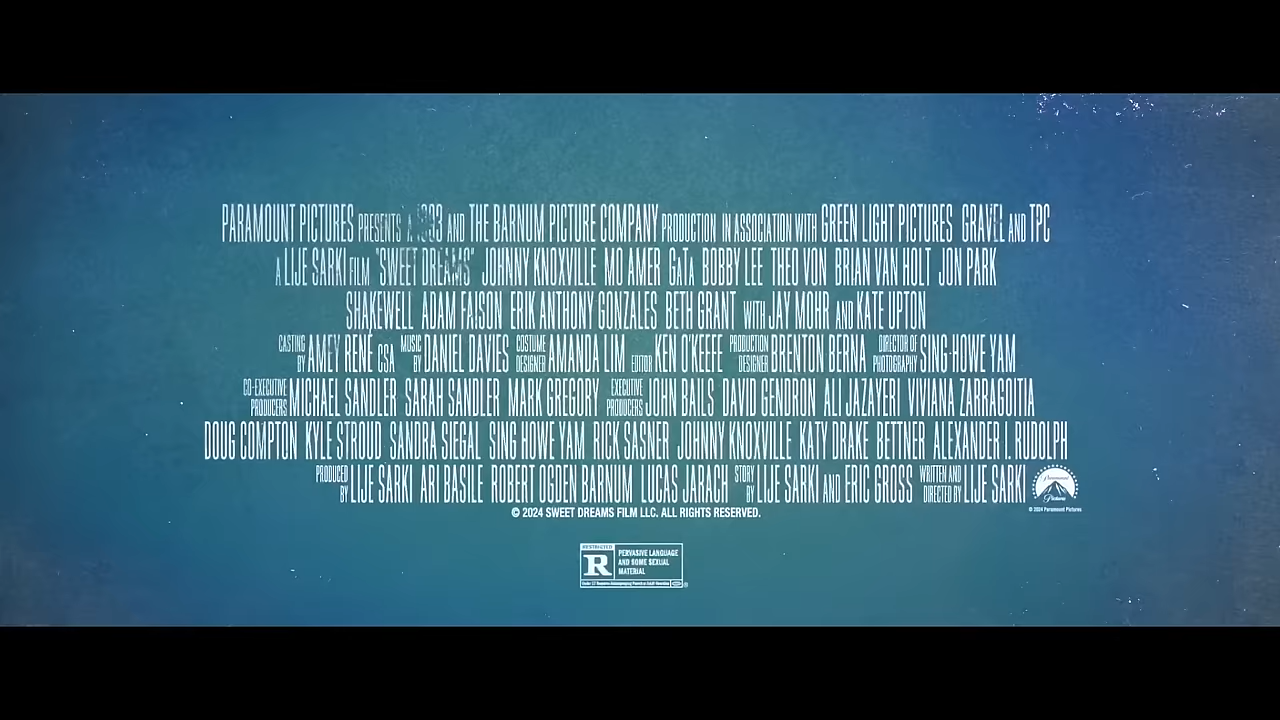 PARAMOUNT PICTURES PRESENTS A 1993 AND THE BARNUM PICTURE COMPANY PRODUCTION IN ASSOCIATION WITH GREEN LIGHT PICTURES GRAVEL AND TPC
A LIJE SARKI FILM "SWEET DREAMS" JOHNNY KNOXVILLE MO AMER GaTa BOBBY LEE THEO VON BRIAN VAN HOLT JON PARK
SHAKEWELL ADAM FAISON ERIK ANTHONY GONZALES BETH GRANT WITH JAY MOHR AND KATE UPTON
CASTING BY AMEY RENÉ CSA MUSIC BY DANIEL DAVIES COSTUME DESIGNER AMANDA LIM EDITOR KEN O'KEEFE PRODUCTION DESIGNER BRENTON BERNA DIRECTOR OF PHOTOGRAPHY SING-HOWE YAM
CO-EXECUTIVE PRODUCERS MICHAEL SANDLER SARAH SANDLER MARK GREGORY EXECUTIVE PRODUCERS JOHN BAILS DAVID GENDRON ALI JAZAYERI VIVIANA ZARRAGOITIA
DOUG COMPTON KYLE STROUD SANDRA SIEGAL SING HOWE YAM RICK SASNER JOHNNY KNOXVILLE KATY DRAKE BETTNER ALEXANDER I. RUDOLPH
PRODUCED BY LIJE SARKI ARI BASILE ROBERT OGDEN BARNUM LUCAS JARACH STORY BY LIJE SARKI AND ERIC GROSS WRITTEN AND DIRECTED BY LIJE SARKI
Paramount Pictures
© 2024 Paramount Pictures
© 2024 SWEET DREAMS FILM LLC. ALL RIGHTS RESERVED.
RESTRICTED
R
PERVASIVE LANGUAGE
AND SOME SEXUAL
MATERIAL